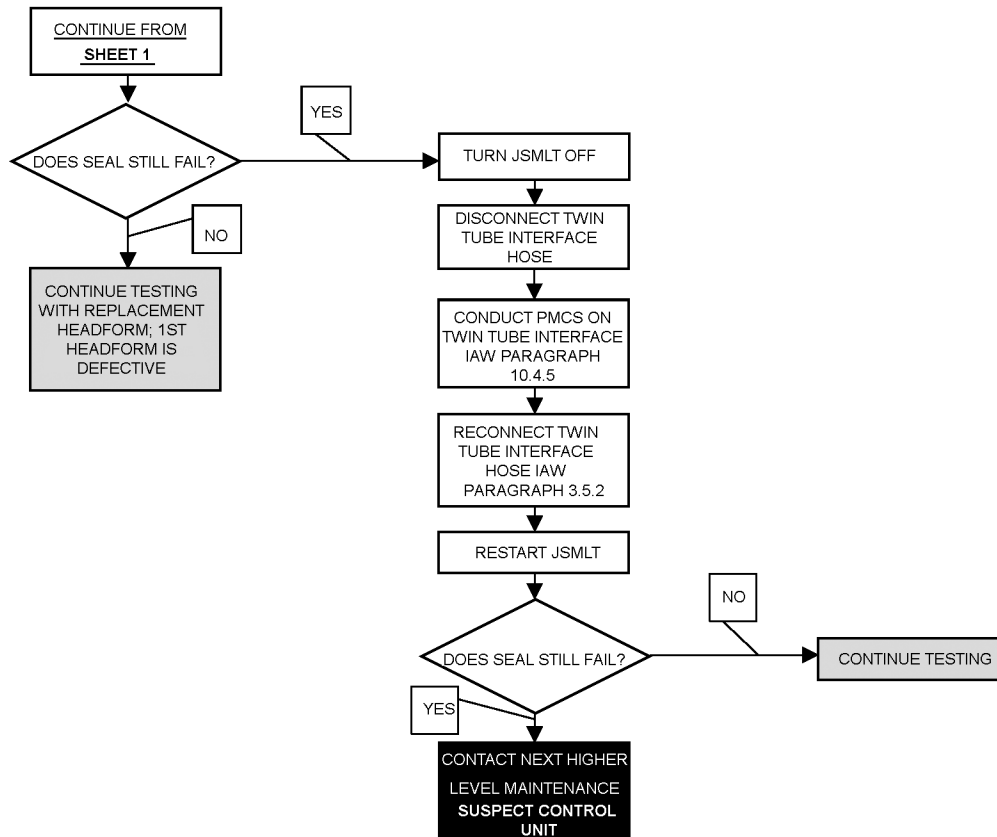 CONTINUE FROM
SHEET 1
DOES SEAL STILL FAIL?
YES
NO
CONTINUE TESTING
WITH REPLACEMENT
HEADFORM; 1ST
HEADFORM IS
DEFECTIVE
TURN JSMLT OFF
DISCONNECT TWIN
TUBE INTERFACE
HOSE
CONDUCT PMCS ON
TWIN TUBE INTERFACE
IAW PARAGRAPH
10.4.5
RECONNECT TWIN
TUBE INTERFACE
HOSE IAW
PARAGRAPH 3.5.2
RESTART JSMLT
DOES SEAL STILL FAIL?
NO
CONTINUE TESTING
YES
CONTACT NEXT HIGHER
LEVEL MAINTENANCE
SUSPECT CONTROL
UNIT